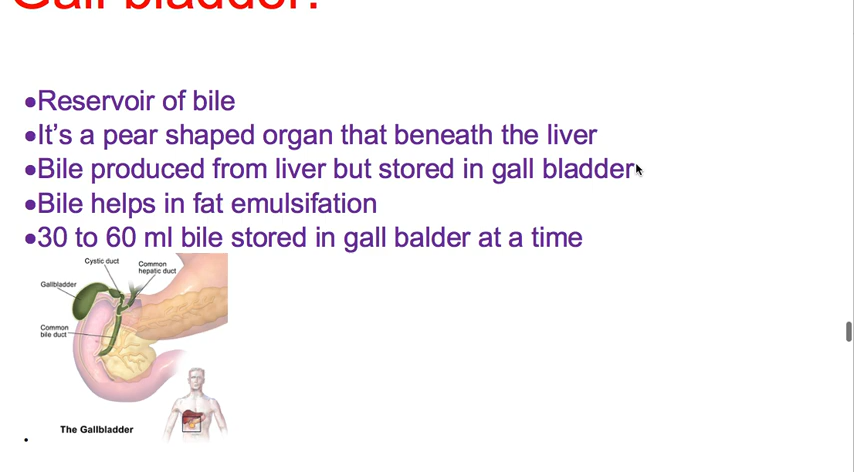 Gall bladder:
●Reservoir of bile
●It's a pear shaped organ that beneath the liver
●Bile produced from liver but stored in gall bladder
●Bile helps in fat emulsifation
●30 to 60 ml bile stored in gall balder at a time
Cystic duct
Common
hepatic duct
Gallbladder
Common
bile duct
The Gallbladder